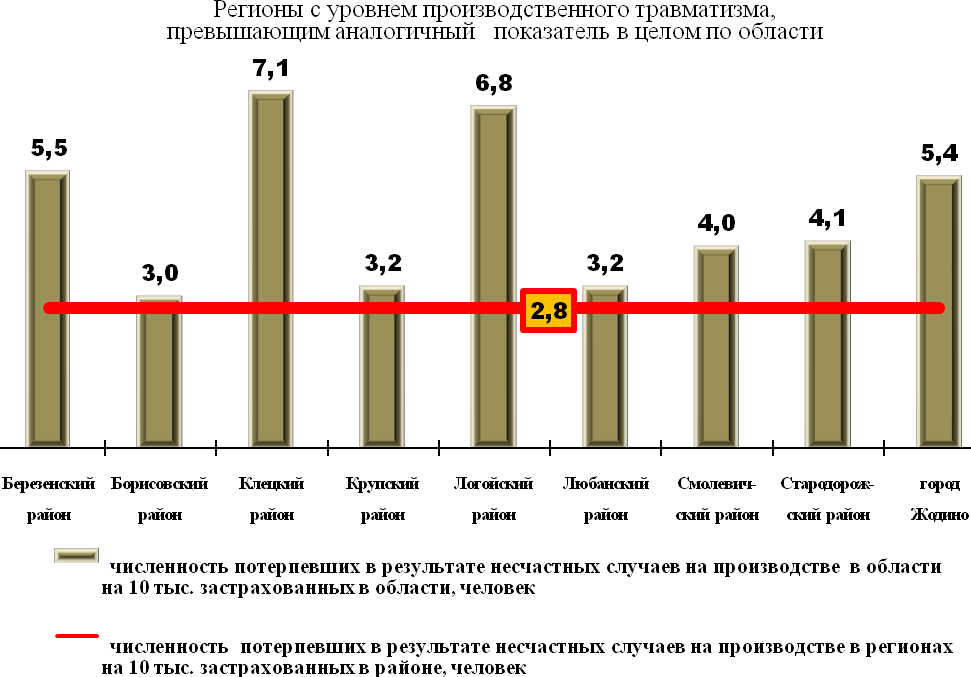 Регионы с уровнем производственного травматизма,
превышающим аналогичный показатель в целом по области
7,1
6,8
5,5
5,4
4,0
4,1
3,0
3,2
3,2
2,8
Березенский район
Борисовский район
Клецкий район
Крупский район
Логойский район
Любанский район
Смолевич-
ский район
Стародорож-
ский район
город Жодино
численность потерпевших в результате несчастных случаев на производстве в области
на 10 тыс. застрахованных в области, человек
численность потерпевших в результате несчастных случаев на производстве в регионах
на 10 тыс. застрахованных в районе, человек